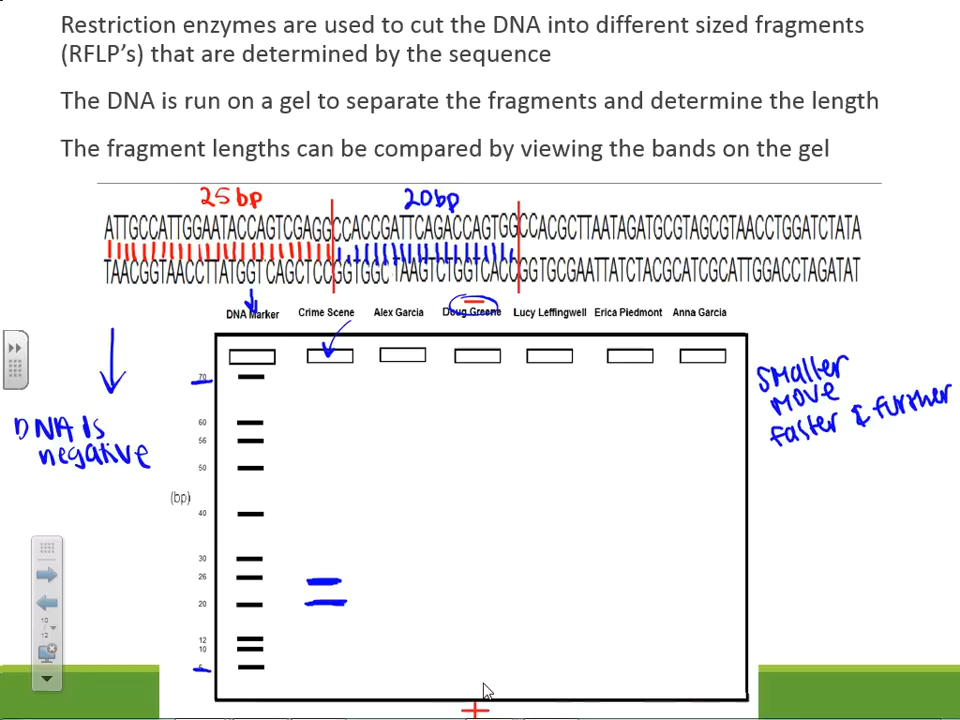 Restriction enzymes are used to cut the DNA into different sized fragments
(RFLP's) that are determined by the sequence
The DNA is run on a gel to separate the fragments and determine the length
The fragment lengths can be compared by viewing the bands on the gel
25 bp 20bp
ATTGCCATTGGAATACCAGTCGAGGCCACCGATTCAGACCAGTGGCCACGCTTAATAGATGCGTAGCGTAACCTGGATCTATA
TAACGGTAACCTTATGGTCAGCTCCGGTGGCTAAGTCTGGTCACCGGTGCGAATTATCTACGCATCGCATTGGACCTAGATAT
DNA Marker Crime Scene Alex Garcia Doug Greene Lucy Leffingwell Erica Piedmont Anna Garcia
70
60
56
50
(bp)
40
30
26
20
12
10
DNA is
negative
Smaller
move
faster & further
+
10
12